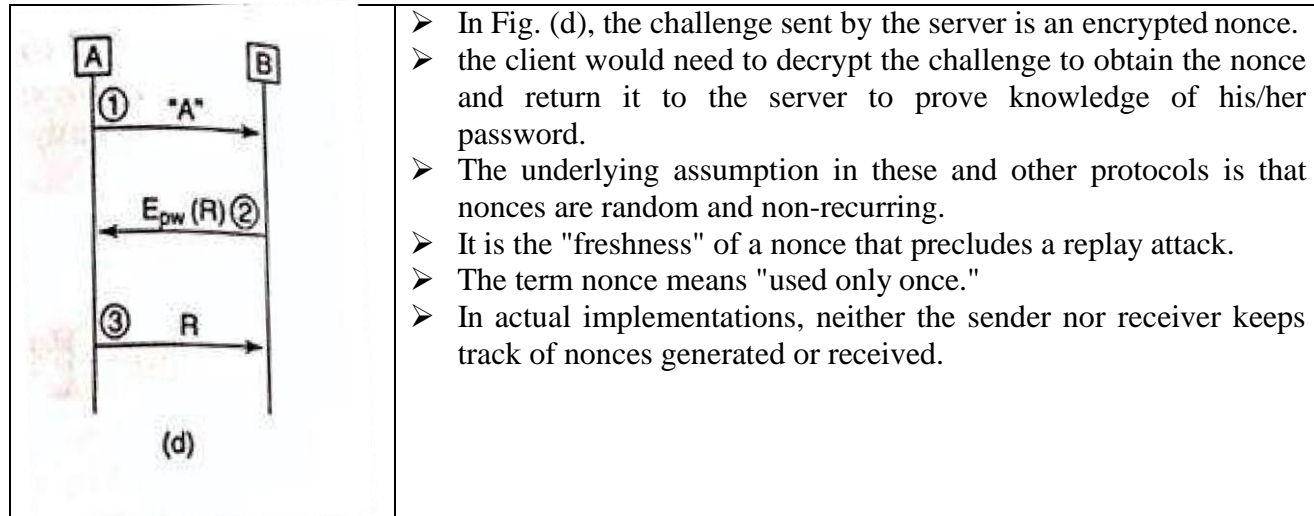 A
B
① "A"
E_pw (R) ②
③ R
(d)
➢ In Fig. (d), the challenge sent by the server is an encrypted nonce.
➢ the client would need to decrypt the challenge to obtain the nonce
and return it to the server to prove knowledge of his/her
password.
➢ The underlying assumption in these and other protocols is that
nonces are random and non-recurring.
➢ It is the "freshness" of a nonce that precludes a replay attack.
➢ The term nonce means "used only once."
➢ In actual implementations, neither the sender nor receiver keeps
track of nonces generated or received.